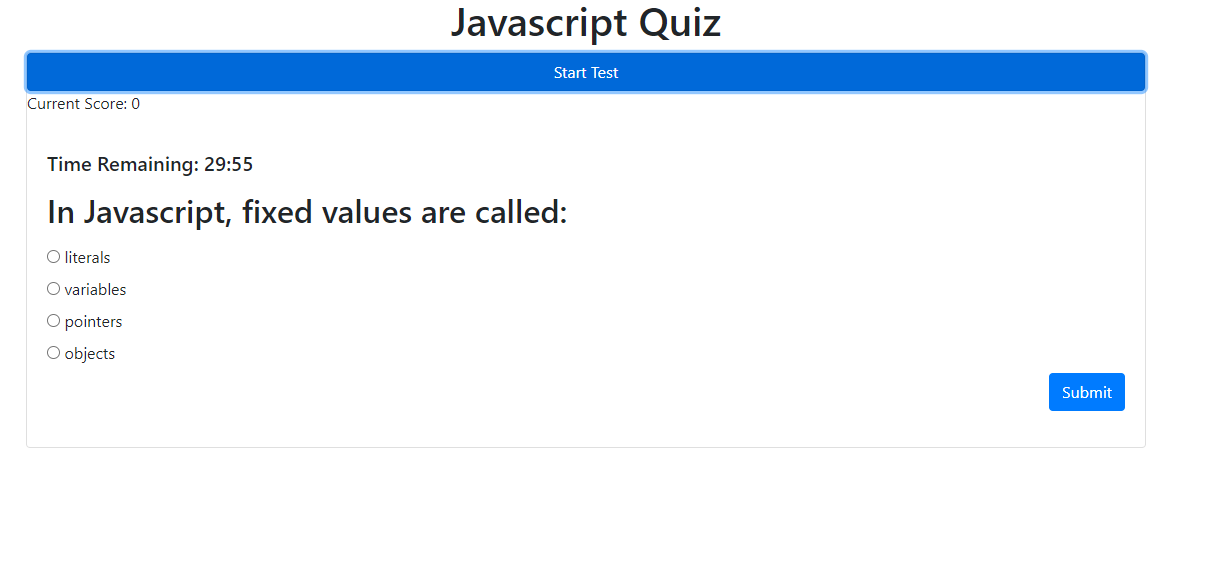 Javascript Quiz
Start Test
Current Score: 0
Time Remaining: 29:55
In Javascript, fixed values are called:
literals
variables
pointers
objects
Submit